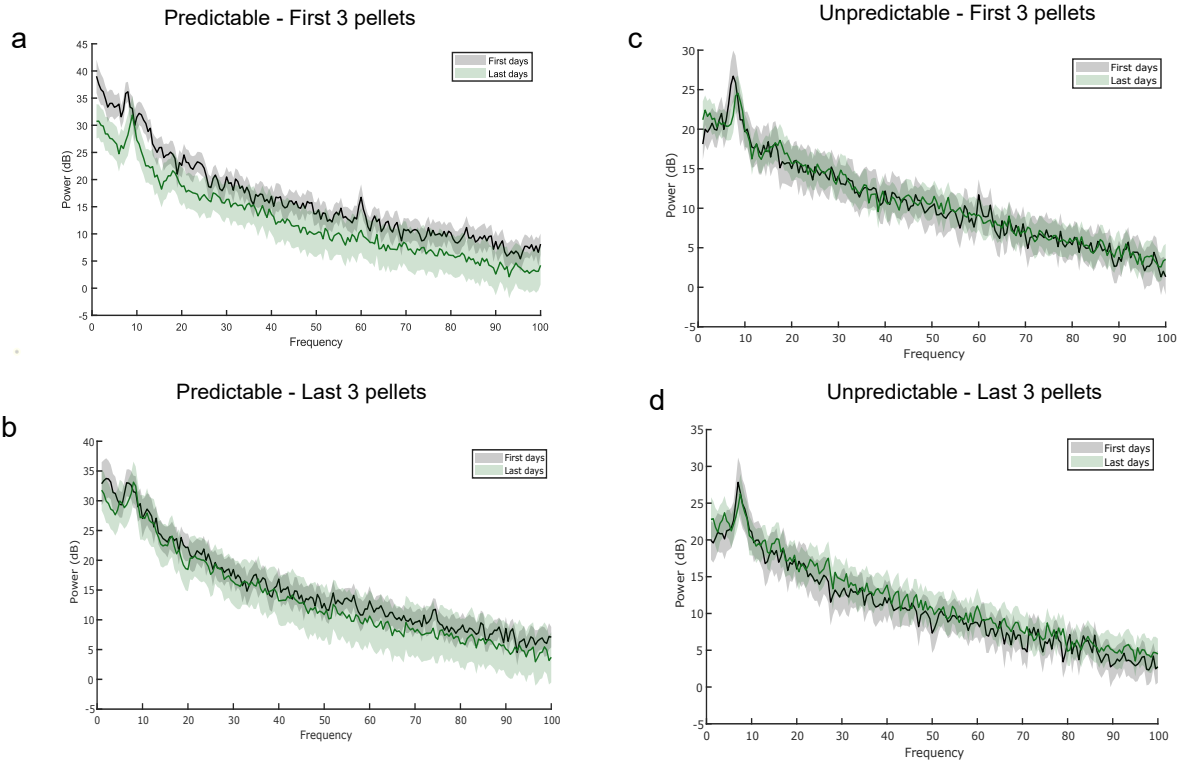 Predictable - First 3 pellets
a
45
40
35
30
25
20
15
10
5
0
-5
Power (dB)
First days
Last days
0 10 20 30 40 50 60 70 80 90 100
Frequency
Unpredictable - First 3 pellets
c
30
25
20
15
10
5
0
-5
Power (dB)
First days
Last days
0 10 20 30 40 50 60 70 80 90 100
Frequency
Predictable - Last 3 pellets
b
40
35
30
25
20
15
10
5
0
-5
Power (dB)
First days
Last days
0 10 20 30 40 50 60 70 80 90 100
Frequency
Unpredictable - Last 3 pellets
d
35
30
25
20
15
10
5
0
-5
Power (dB)
First days
Last days
0 10 20 30 40 50 60 70 80 90 100
Frequency